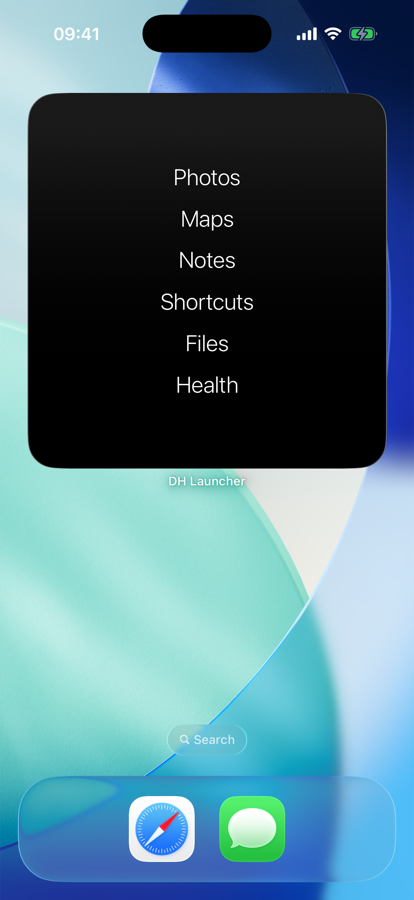 09:41
Photos
Maps
Notes
Shortcuts
Files
Health
DH Launcher
Search